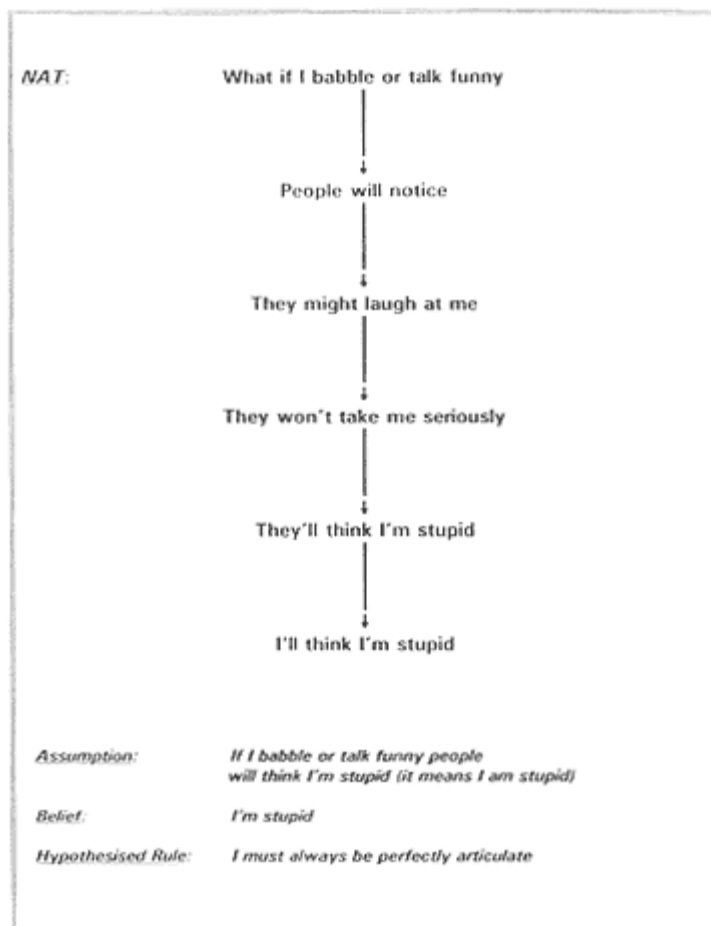 NAT: What if I babble or talk funny
People will notice
They might laugh at me
They won't take me seriously
They'll think I'm stupid
I'll think I'm stupid
Assumption: If I babble or talk funny people
will think I'm stupid (it means I am stupid)
Belief: I'm stupid
Hypothesised Rule: I must always be perfectly articulate